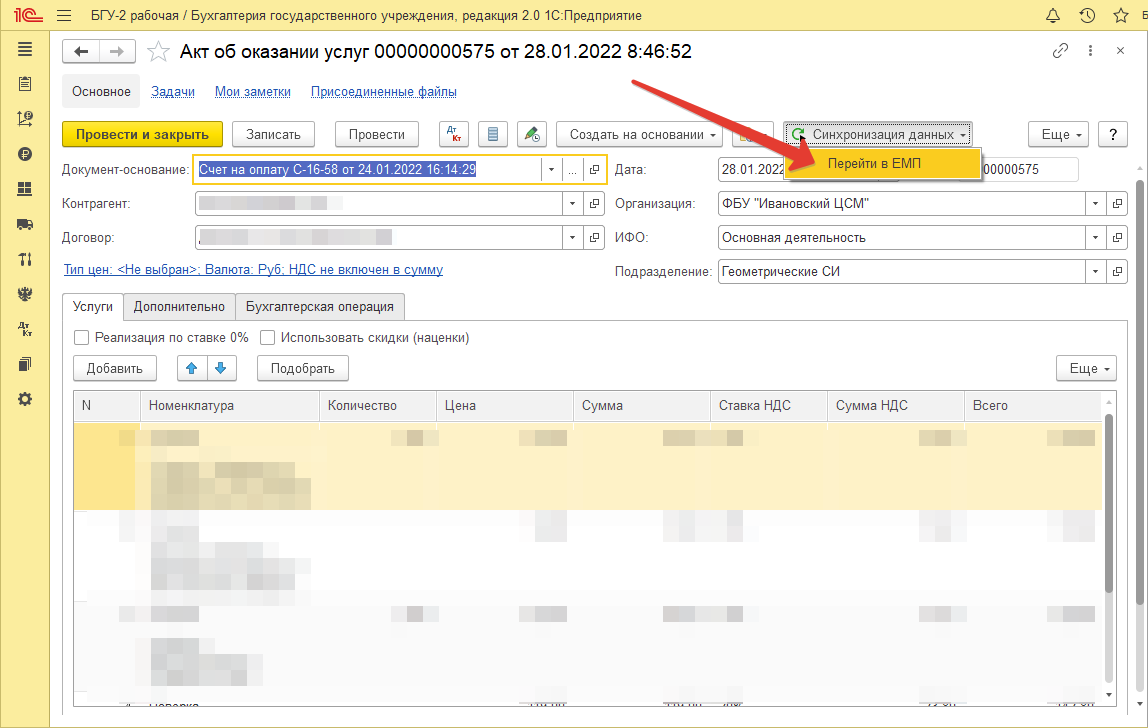 БГУ-2 рабочая / Бухгалтерия государственного учреждения, редакция 2.0 1С:Предприятие
Акт об оказании услуг 00000000575 от 28.01.2022 8:46:52
Основное Задачи Мои заметки Присоединенные файлы
Провести и закрыть Записать Провести Дт Кт Создать на основании Синхронизация данных Еще ?
Перейти в ЕМП
Документ-основание: Счет на оплату С-16-58 от 24.01.2022 16:14:29 ... Дата: 28.01.2022 0000575
Контрагент: Организация: ФБУ "Ивановский ЦСМ"
Договор: ИФО: Основная деятельность
Тип цен: <Не выбран>; Валюта: Руб; НДС не включен в сумму
Подразделение: Геометрические СИ
Услуги Дополнительно Бухгалтерская операция
Реализация по ставке 0% Использовать скидки (наценки)
Добавить Подобрать Еще
N Номенклатура Количество Цена Сумма Ставка НДС Сумма НДС Всего